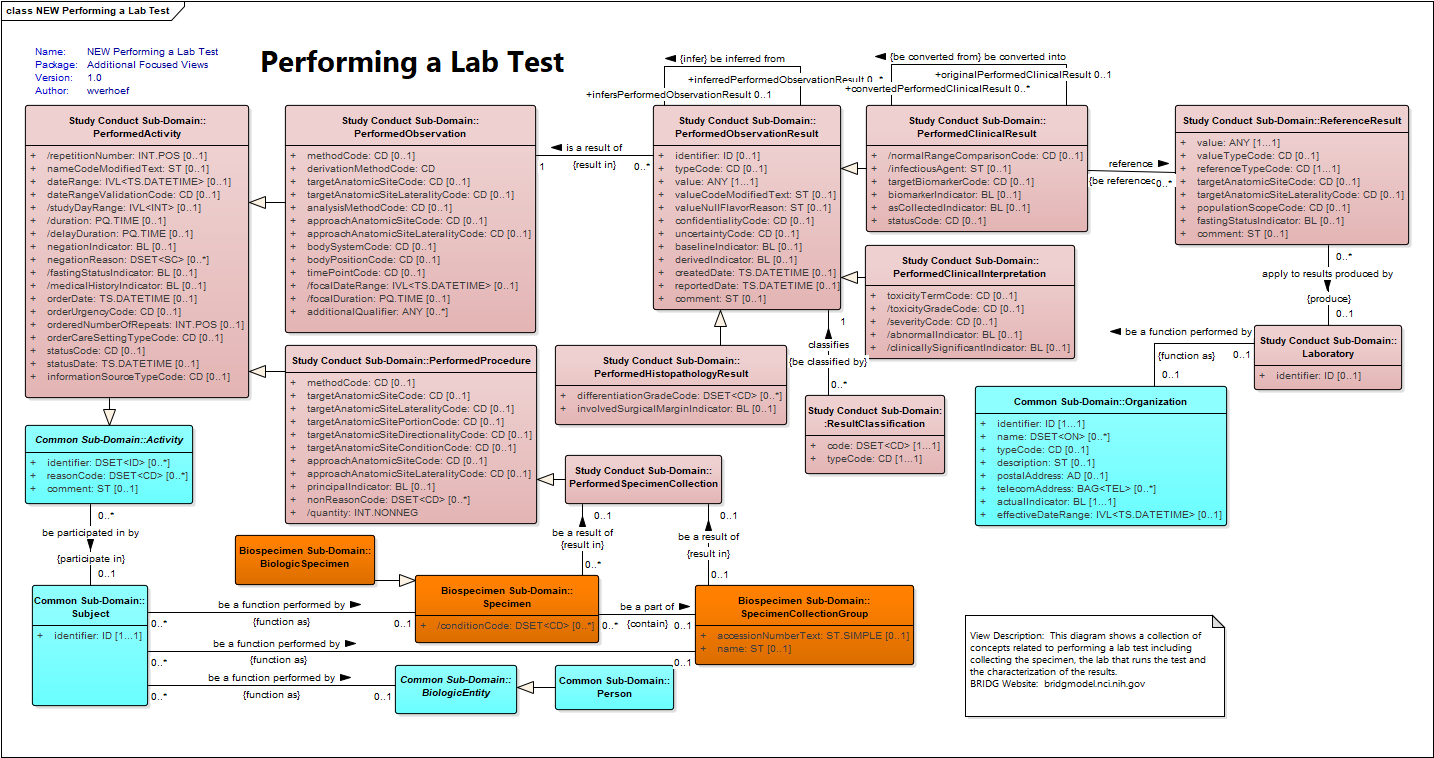 class NEW Performing a Lab Test
Name: NEW Performing a Lab Test
Package: Additional Focused Views
Version: 1.0
Author: wverhoef
Performing a Lab Test
◄ {infer} be inferred from
+inferredPerformedObservationResult 0..*
+infersPerformedObservationResult 0..1
◄ {be converted from} be converted into
+originalPerformedClinicalResult 0..1
+convertedPerformedClinicalResult 0..*
Study Conduct Sub-Domain::
PerformedActivity
+ /repetitionNumber: INT.POS [0..1]
+ nameCodeModifiedText: ST [0..1]
+ dateRange: IVL<TS.DATETIME> [0..1]
+ dateRangeValidationCode: CD [0..1]
+ /studyDayRange: IVL<INT> [0..1]
+ /duration: PQ.TIME [0..1]
+ /delayDuration: PQ.TIME [0..1]
+ negationIndicator: BL [0..1]
+ negationReason: DSET<SC> [0..*]
+ /fastingStatusIndicator: BL [0..1]
+ /medicalHistoryIndicator: BL [0..1]
+ orderDate: TS.DATETIME [0..1]
+ orderUrgencyCode: CD [0..1]
+ orderedNumberOfRepeats: INT.POS [0..1]
+ orderCareSettingTypeCode: CD [0..1]
+ statusCode: CD [0..1]
+ statusDate: TS.DATETIME [0..1]
+ informationSourceTypeCode: CD [0..1]
Study Conduct Sub-Domain::
PerformedObservation
+ methodCode: CD [0..1]
+ derivationMethodCode: CD
+ targetAnatomicSiteCode: CD [0..1]
+ targetAnatomicSiteLateralityCode: CD [0..1]
+ analysisMethodCode: CD [0..1]
+ approachAnatomicSiteCode: CD [0..1]
+ approachAnatomicSiteLateralityCode: CD [0..1]
+ bodySystemCode: CD [0..1]
+ bodyPositionCode: CD [0..1]
+ timePointCode: CD [0..1]
+ /focalDateRange: IVL<TS.DATETIME> [0..1]
+ /focalDuration: PQ.TIME [0..1]
+ additionalQualifier: ANY [0..*]
◄ is a result of
1 {result in} 0..*
Study Conduct Sub-Domain::
PerformedObservationResult
+ identifier: ID [0..1]
+ typeCode: CD [0..1]
+ value: ANY [1...1]
+ valueCodeModifiedText: ST [0..1]
+ valueNullFlavorReason: ST [0..1]
+ confidentialityCode: CD [0..1]
+ uncertaintyCode: CD [0..1]
+ baselineIndicator: BL [0..1]
+ derivedIndicator: BL [0..1]
+ createdDate: TS.DATETIME [0..1]
+ reportedDate: TS.DATETIME [0..1]
+ comment: ST [0..1]
Study Conduct Sub-Domain::
PerformedClinicalResult
+ /normalRangeComparisonCode: CD [0..1]
+ /infectiousAgent: ST [0..1]
+ targetBiomarkerCode: CD [0..1]
+ biomarkerIndicator: BL [0..1]
+ asCollectedIndicator: BL [0..1]
+ statusCode: CD [0..1]
reference ►
{be reference 0..*
Study Conduct Sub-Domain::ReferenceResult
+ value: ANY [1...1]
+ valueTypeCode: CD [0..1]
+ referenceTypeCode: CD [1...1]
+ targetAnatomicSiteCode: CD [0..1]
+ targetAnatomicSiteLateralityCode: CD [0..1]
+ populationScopeCode: CD [0..1]
+ fastingStatusIndicator: BL [0..1]
+ comment: ST [0..1]
0..*
apply to results produced by
{produce}
0..1
Study Conduct Sub-Domain::
PerformedClinicalInterpretation
+ toxicityTermCode: CD [0..1]
+ /toxicityGradeCode: CD [0..1]
+ /severityCode: CD [0..1]
+ /abnormalIndicator: BL [0..1]
+ /clinicallySignificantIndicator: BL [0..1]
Study Conduct Sub-Domain::
Laboratory
+ identifier: ID [0..1]
◄ be a function performed by
{function as} 0..1
0..1
1
classifies
{be classified by}
0..*
Study Conduct Sub-Domain::PerformedProcedure
+ methodCode: CD [0..1]
+ targetAnatomicSiteCode: CD [0..1]
+ targetAnatomicSiteLateralityCode: CD [0..1]
+ targetAnatomicSitePortionCode: CD [0..1]
+ targetAnatomicSiteDirectionalityCode: CD [0..1]
+ targetAnatomicSiteConditionCode: CD [0..1]
+ approachAnatomicSiteCode: CD [0..1]
+ approachAnatomicSiteLateralityCode: CD [0..1]
+ principalIndicator: BL [0..1]
+ nonReasonCode: DSET<CD> [0..*]
+ /quantity: INT.NONNEG
Study Conduct Sub-Domain::
PerformedHistopathologyResult
+ differentiationGradeCode: DSET<CD> [0..*]
+ involvedSurgicalMarginIndicator: BL [0..1]
Study Conduct Sub-Domain:
:ResultClassification
+ code: DSET<CD> [1...1]
+ typeCode: CD [1...1]
Common Sub-Domain::Organization
+ identifier: ID [1...1]
+ name: DSET<ON> [0..*]
+ typeCode: CD [0..1]
+ description: ST [0..1]
+ postalAddress: AD [0..1]
+ telecomAddress: BAG<TEL> [0..*]
+ actualIndicator: BL [1...1]
+ effectiveDateRange: IVL<TS.DATETIME> [0..1]
Common Sub-Domain::Activity
+ identifier: DSET<ID> [0..*]
+ reasonCode: DSET<CD> [0..*]
+ comment: ST [0..1]
0..*
be participated in by
{participate in}
0..1
Study Conduct Sub-Domain::
PerformedSpecimenCollection
0..1
be a result of
{result in}
0..*
0..1
be a result of
{result in}
0..1
Biospecimen Sub-Domain::
BiologicSpecimen
Biospecimen Sub-Domain::
Specimen
+ /conditionCode: DSET<CD> [0..*]
be a part of ►
0..* {contain} 0..1
Biospecimen Sub-Domain::
SpecimenCollectionGroup
+ accessionNumberText: ST.SIMPLE [0..1]
+ name: ST [0..1]
Common Sub-Domain::
Subject
+ identifier: ID [1...1]
be a function performed by ►
0..* {function as} 0..1
be a function performed by ►
0..* {function as} 0..1
be a function performed by ►
0..* {function as} 0..1
Common Sub-Domain::
BiologicEntity
Common Sub-Domain::
Person
View Description: This diagram shows a collection of
concepts related to performing a lab test including
collecting the specimen, the lab that runs the test and
the characterization of the results.
BRIDG Website: bridgmodel.nci.nih.gov